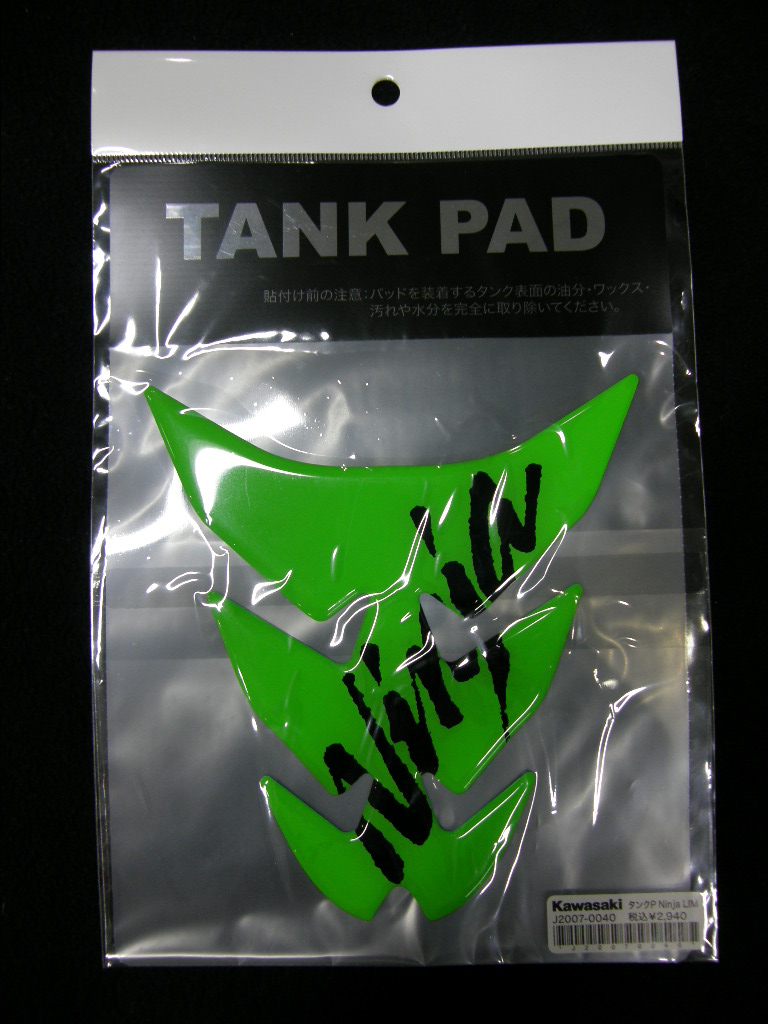 TANK PAD
貼付け前の注意：パッドを装着するタンク表面の油分・ワックス・
汚れや水分を完全に取り除いてください。
Ninja
Kawasaki タンクP Ninja LIM
J2007-0040 税込¥2,940